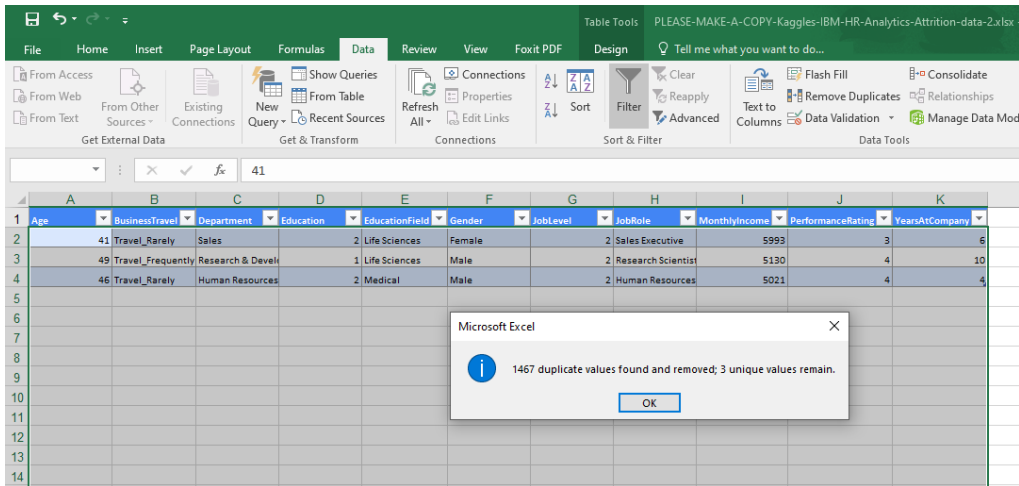 Table Tools PLEASE-MAKE-A-COPY-Kaggles-IBM-HR-Analytics-Attrition-data-2.xlsx
File Home Insert Page Layout Formulas Data Review View Foxit PDF Design Tell me what you want to do...
From Access
From Web
From Text
From Other Sources
Existing Connections
Get External Data
New Query
Show Queries
From Table
Recent Sources
Get & Transform
Refresh All
Connections
Properties
Edit Links
Connections
Sort
Filter
Clear
Reapply
Advanced
Sort & Filter
Text to Columns
Flash Fill
Remove Duplicates
Data Validation
Consolidate
Relationships
Manage Data Mod
Data Tools
fx 41
A B C D E F G H I J K
1 Age BusinessTravel Department Education EducationField Gender JobLevel JobRole MonthlyIncome PerformanceRating YearsAtCompany
2 41 Travel_Rarely Sales 2 Life Sciences Female 2 Sales Executive 5993 3 6
3 49 Travel_Frequently Research & Devel 1 Life Sciences Male 2 Research Scientist 5130 4 10
4 46 Travel_Rarely Human Resources 2 Medical Male 2 Human Resources 5021 4 4
5
6
7
8
9
10
11
12
13
14
Microsoft Excel
1467 duplicate values found and removed; 3 unique values remain.
OK